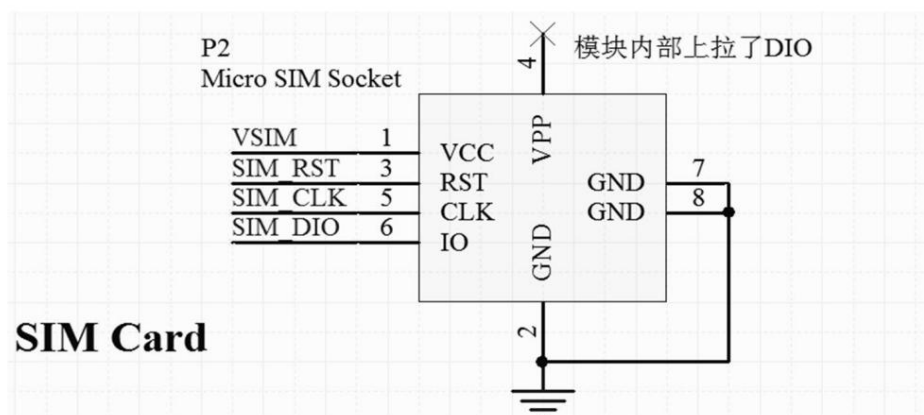 P2
Micro SIM Socket
模块内部上拉了DIO
4
VPP
VSIM 1 VCC
SIM_RST 3 RST
SIM_CLK 5 CLK
SIM_DIO 6 IO
GND 7
GND 8
GND
2
SIM Card